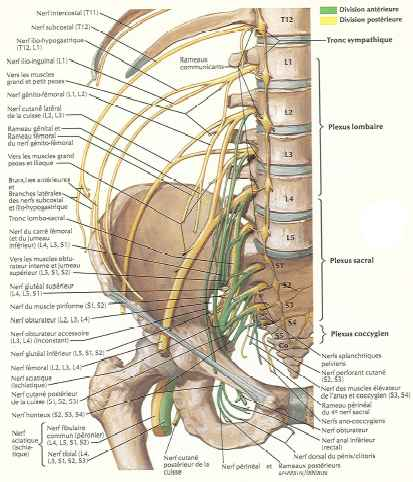 Division antérieure
Division postérieure
Nerf intercostal (T11)
Nerf subcostal (T12)
Nerf ilio-hypogastrique
(T12, L1)
Nerf ilio-inguinal (L1)
Vers les muscles
grand et petit psoas
Nerf génito-fémoral (L1, L2)
Nerf cutané latéral
de la cuisse (L2, L3)
Rameau génital et
Rameau fémoral
du nerf génito-fémoral
Vers les muscles grand
psoas et iliaque
Branches antérieures
et
Branches latérales
des nerfs subcostal
et ilio-hypogastrique
Tronc lombo-sacral
Nerf du carré fémoral
(et du jumeau
inférieur) (L4, L5, S1)
Vers les muscles obtu-
rateur interne et jumeau
supérieur (L5, S1, S2)
Nerf glutéal supérieur
(L4, L5, S1)
Nerf du muscle piriforme (S1, S2)
Nerf obturateur (L2, L3, L4)
Nerf obturateur accessoire
(L3, L4) (inconstant)
Nerf glutéal inférieur (L5, S1, S2)
Nerf fémoral (L2, L3, L4)
Nerf sciatique
(ischiatique)
Nerf cutané postérieur
de la cuisse (S1, S2, S3)
Nerf honteux (S2, S3, S4)
Nerf
sciatique
(ischia-
tique)
Nerf fibulaire
commun (péronier)
(L4, L5, S1, S2)
Nerf tibial (L4,
L5, S1, S2, S3)
Rameaux
communicants
T12
L1
L2
L3
L4
L5
S1
S2
S3
S4
S5
Co
Tronc sympathique
Plexus lombaire
Plexus sacral
Plexus coccygien
Nerfs splanchniques
pelviens
Nerf perforant cutané
(S2, S3)
Nerf des muscles élévateur
de l'anus et coccygien (S3, S4)
Rameau périnéal
du 4e nerf sacral
Nerfs ano-coccygiens
Nerf obturateur
Nerf anal inférieur
(rectal)
Nerf dorsal du pénis/clitoris
Nerf cutané
postérieur de la
cuisse
Nerf périnéal et
Rameaux postérieurs